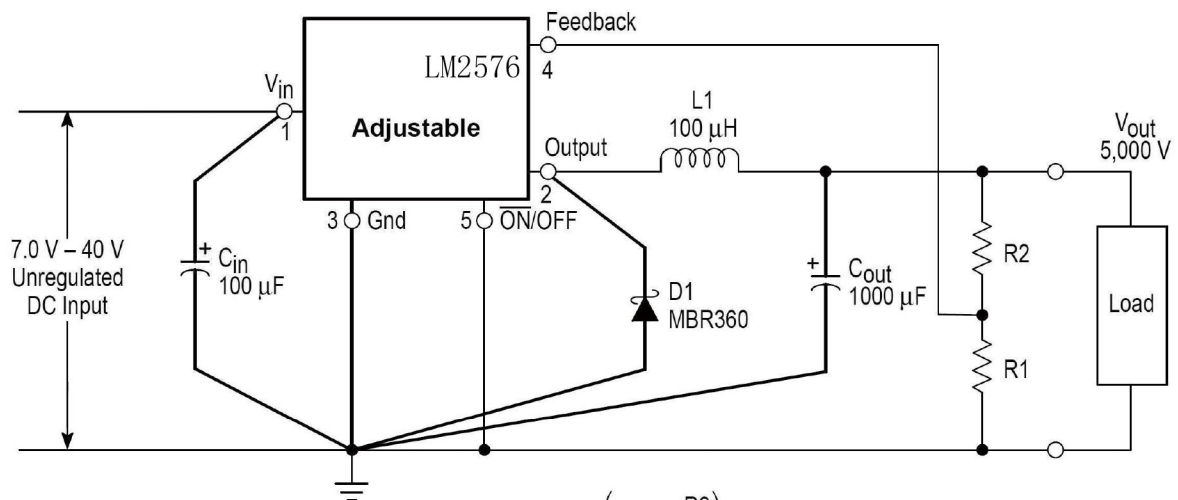 Feedback
LM2576
4
Vin
1
Adjustable
Output
2
L1
100 µH
Vout
5,000 V
3 Gnd
5 ON/OFF
7.0 V – 40 V
Unregulated
DC Input
+ Cin
100 µF
D1
MBR360
+ Cout
1000 µF
R2
R1
Load